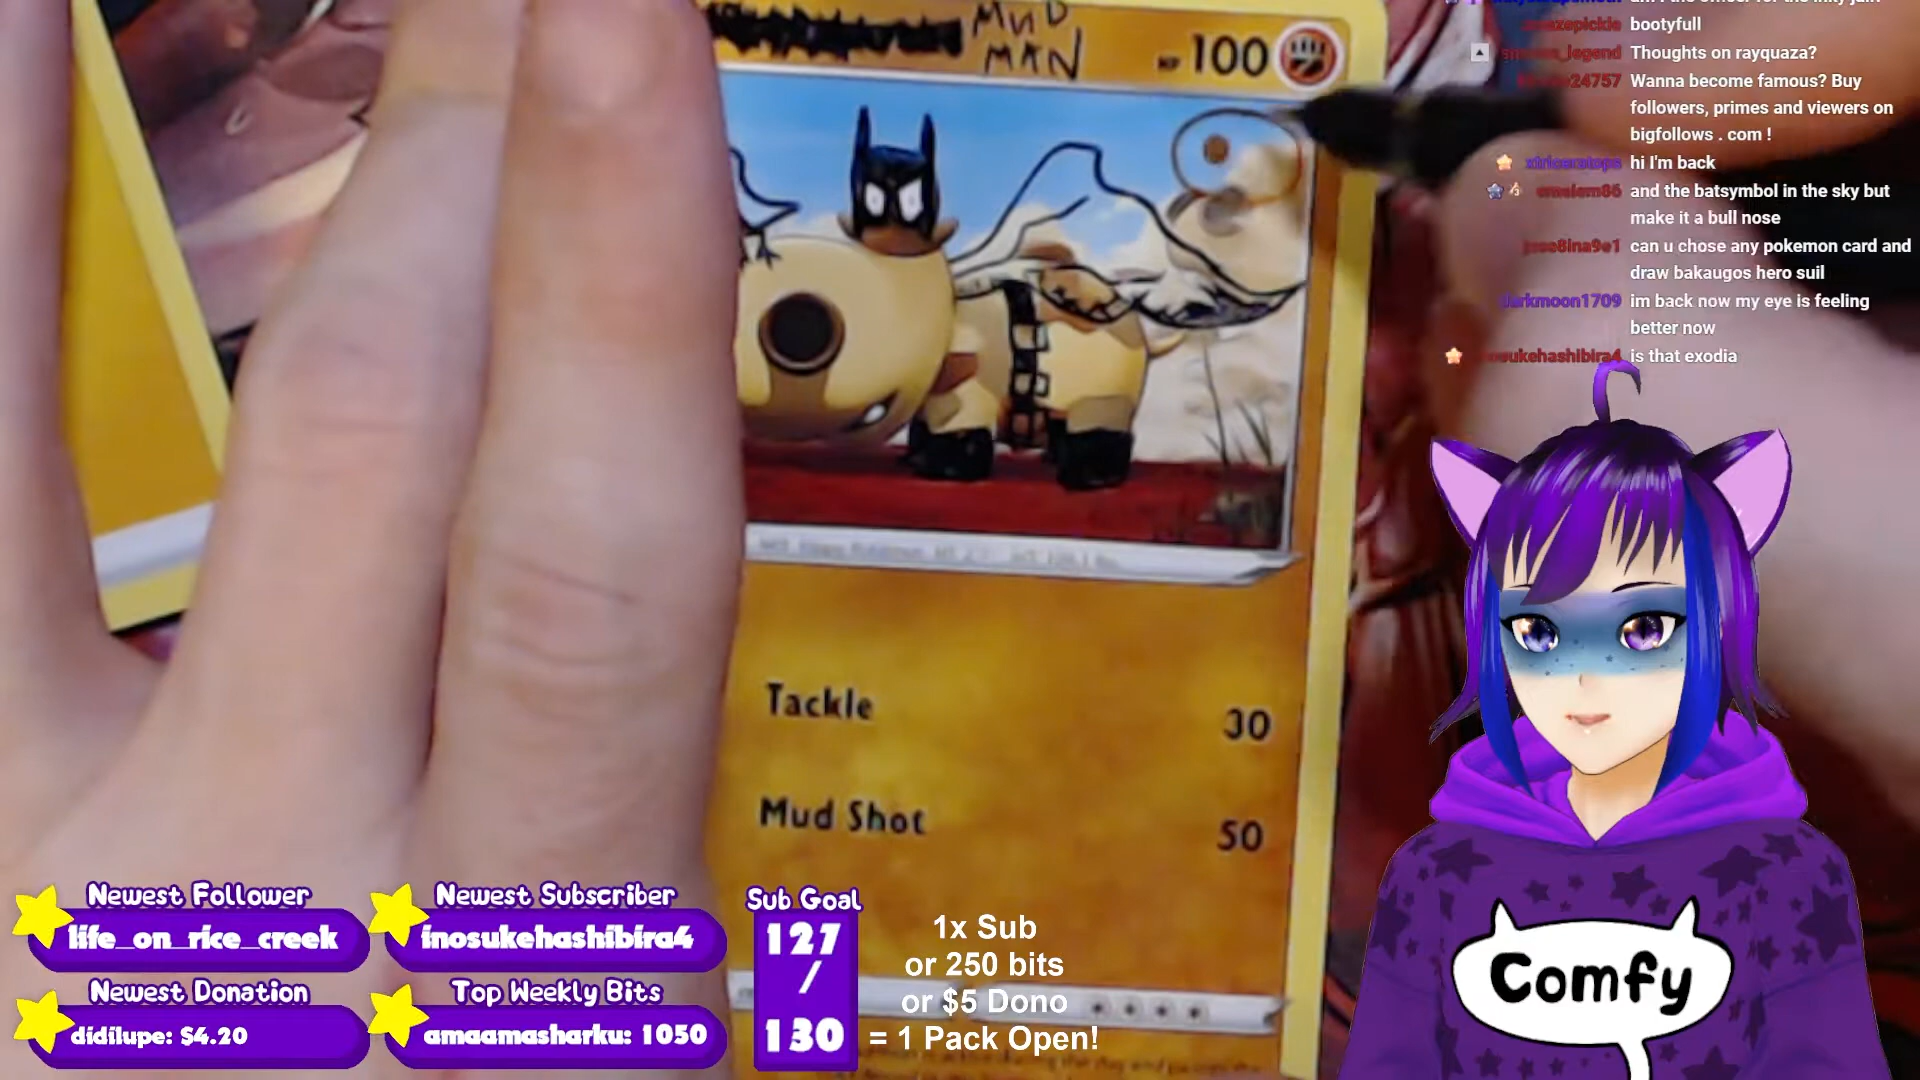 MUD
MAN
HP 100
bootyfull
Thoughts on rayquaza?
Wanna become famous? Buy
followers, primes and viewers on
bigfollows . com !
hi I'm back
and the batsymbol in the sky but
make it a bull nose
can u chose any pokemon card and
draw bakaugos hero suil
darkmoon1709 im back now my eye is feeling
better now
inosukehashibira4 is that exodia
Tackle 30
Mud Shot 50
Newest Follower
life_on_rice_creek
Newest Subscriber
inosukehashibira4
Newest Donation
didilupe: $4.20
Top Weekly Bits
amaamasharku: 1050
Sub Goal
127
/
130
1x Sub
or 250 bits
or $5 Dono
= 1 Pack Open!
Comfy